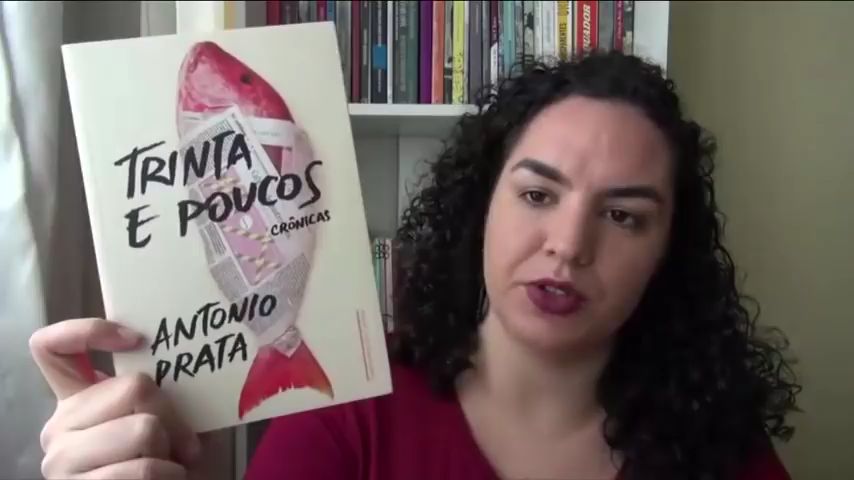 TRINTA
E POUCOS
CRÔNICAS
ANTONIO
PRATA